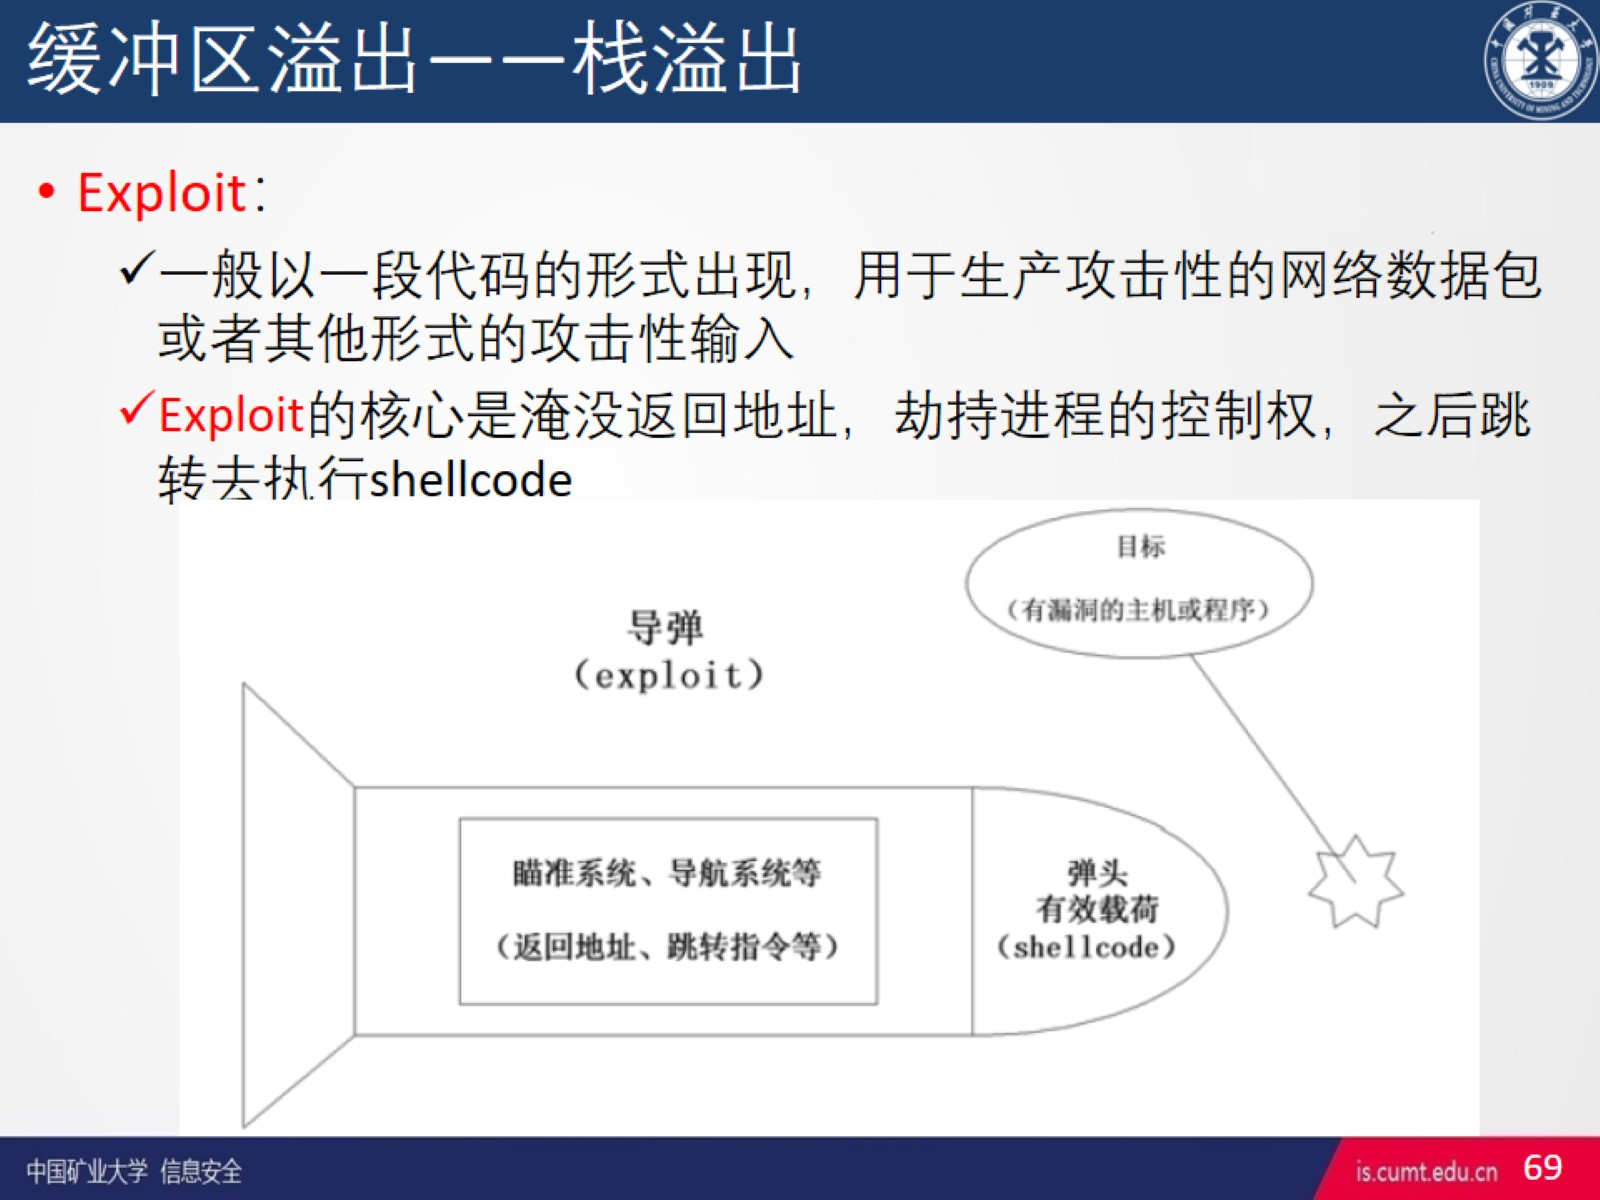 缓冲区溢出——栈溢出
• Exploit：
✓一般以一段代码的形式出现，用于生产攻击性的网络数据包
或者其他形式的攻击性输入
✓Exploit的核心是淹没返回地址，劫持进程的控制权，之后跳
转去执行shellcode
目标
（有漏洞的主机或程序）
导弹
（exploit）
瞄准系统、导航系统等
（返回地址、跳转指令等）
弹头
有效载荷
（shellcode）
中国矿业大学 信息安全
is.cumt.edu.cn
69
CHINA UNIVERSITY OF MINING AND TECHNOLOGY
1909